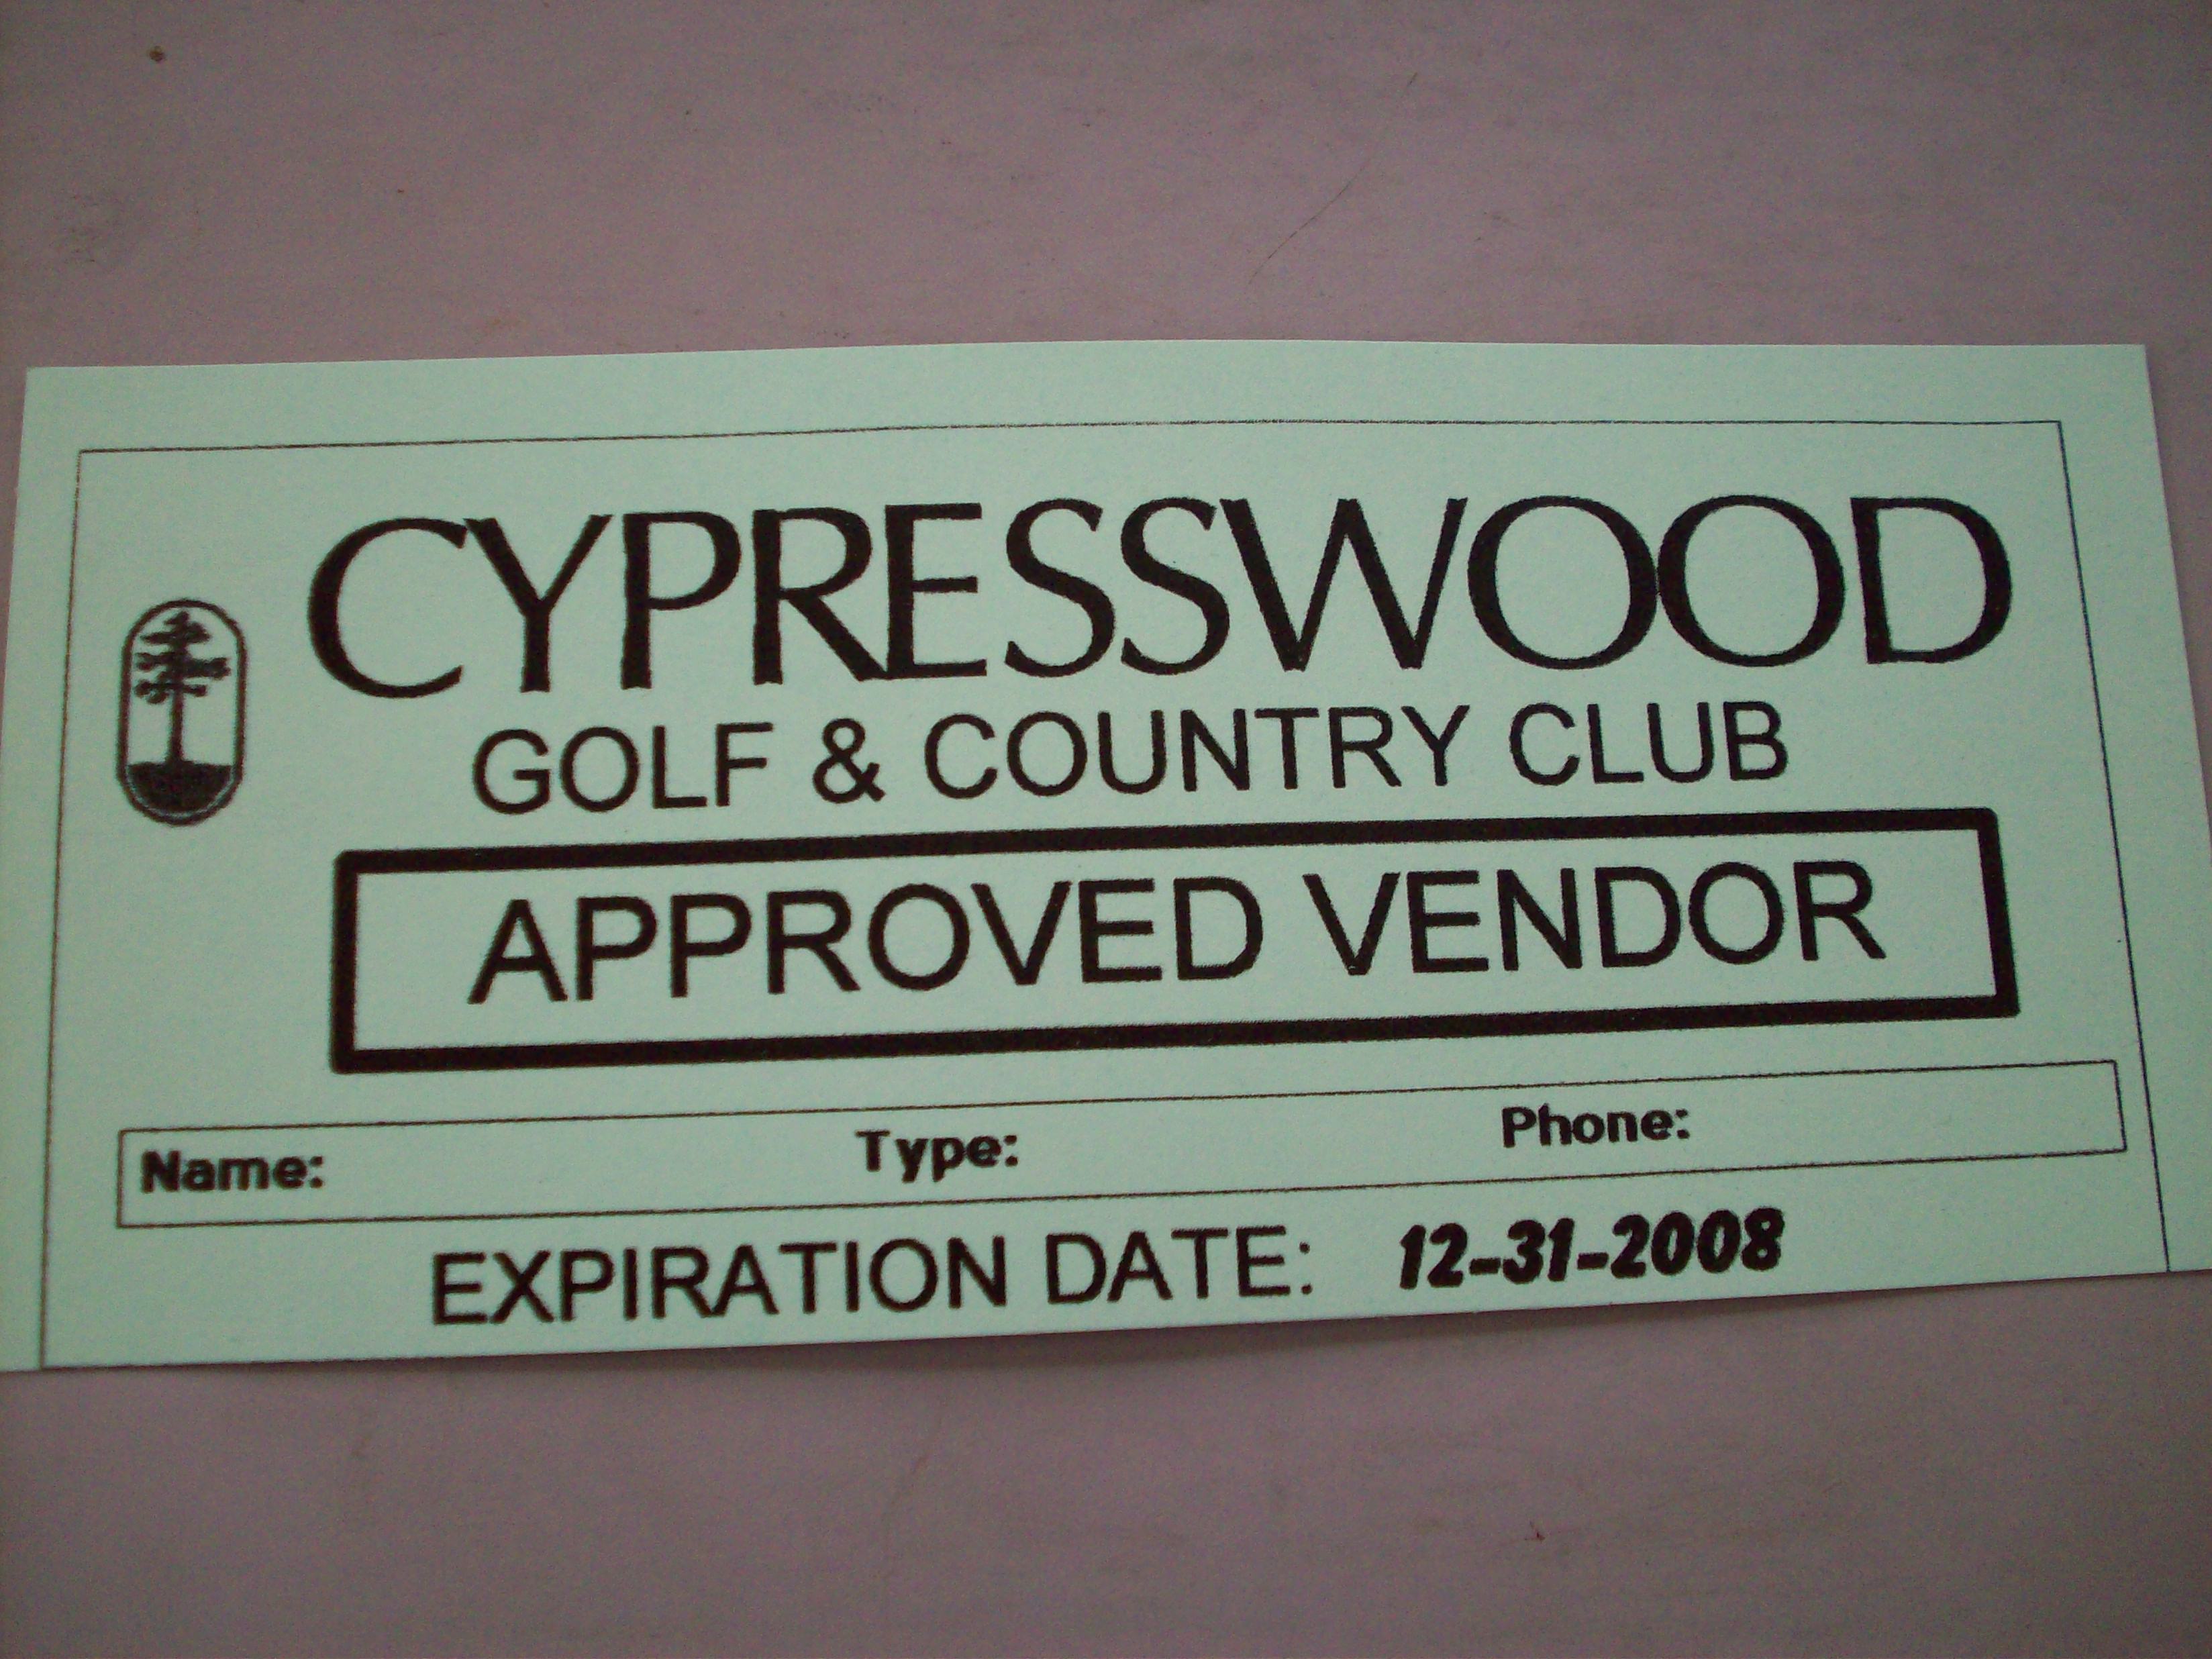 CYPRESSWOOD
GOLF & COUNTRY CLUB
APPROVED VENDOR
Name: Type: Phone:
EXPIRATION DATE: 12-31-2008